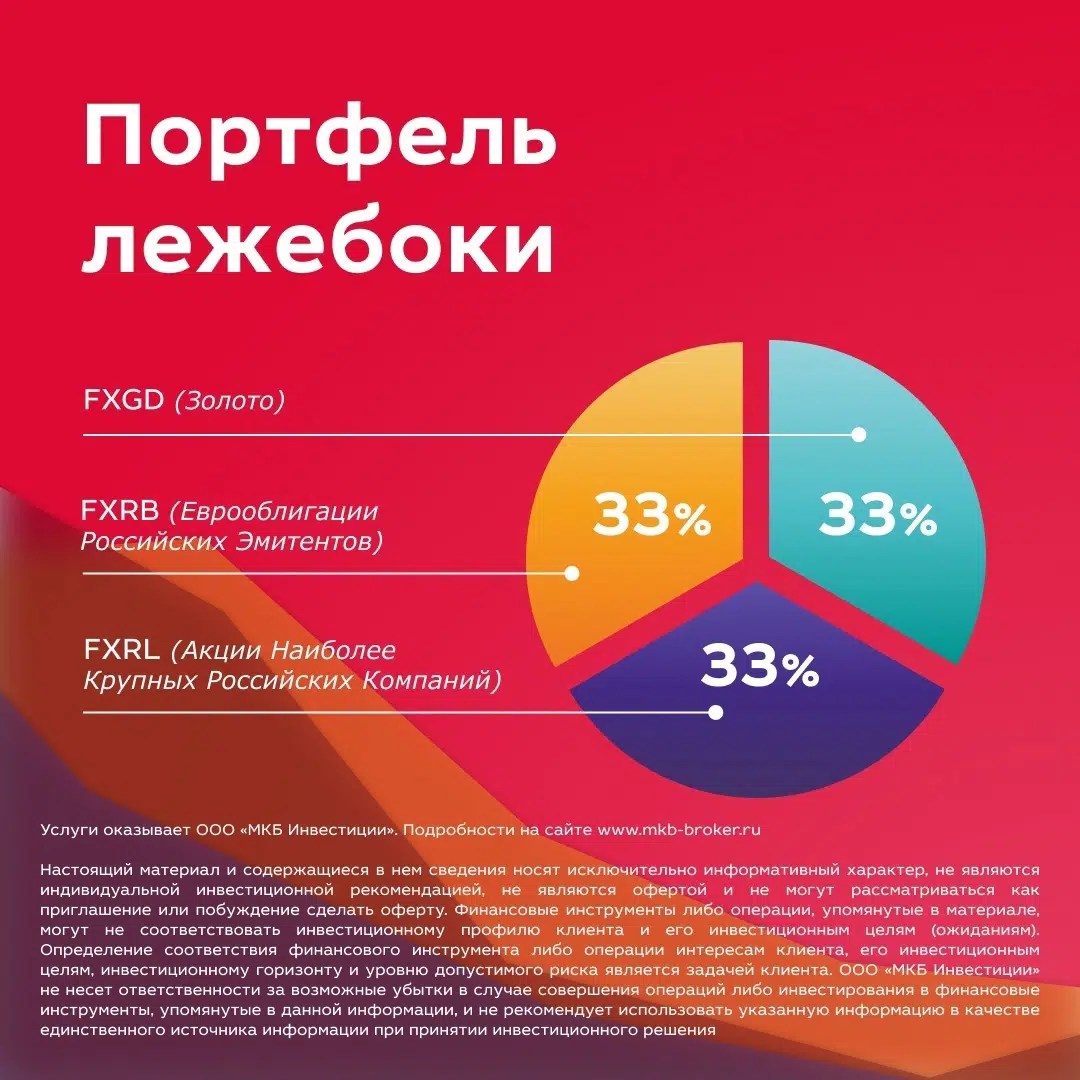 Портфель
лежебоки
FXGD (Золото)
FXRB (Еврооблигации
Российских Эмитентов)
FXRL (Акции Наиболее
Крупных Российских Компаний)
33%
33%
33%
Услуги оказывает ООО «МКБ Инвестиции». Подробности на сайте www.mkb-broker.ru
Настоящий материал и содержащиеся в нем сведения носят исключительно информативный характер, не являются
индивидуальной инвестиционной рекомендацией, не являются офертой и не могут рассматриваться как
приглашение или побуждение сделать оферту. Финансовые инструменты либо операции, упомянутые в материале,
могут не соответствовать инвестиционному профилю клиента и его инвестиционным целям (ожиданиям).
Определение соответствия финансового инструмента либо операции интересам клиента, его инвестиционным
целям, инвестиционному горизонту и уровню допустимого риска является задачей клиента. ООО «МКБ Инвестиции»
не несет ответственности за возможные убытки в случае совершения операций либо инвестирования в финансовые
инструменты, упомянутые в данной информации, и не рекомендует использовать указанную информацию в качестве
единственного источника информации при принятии инвестиционного решения